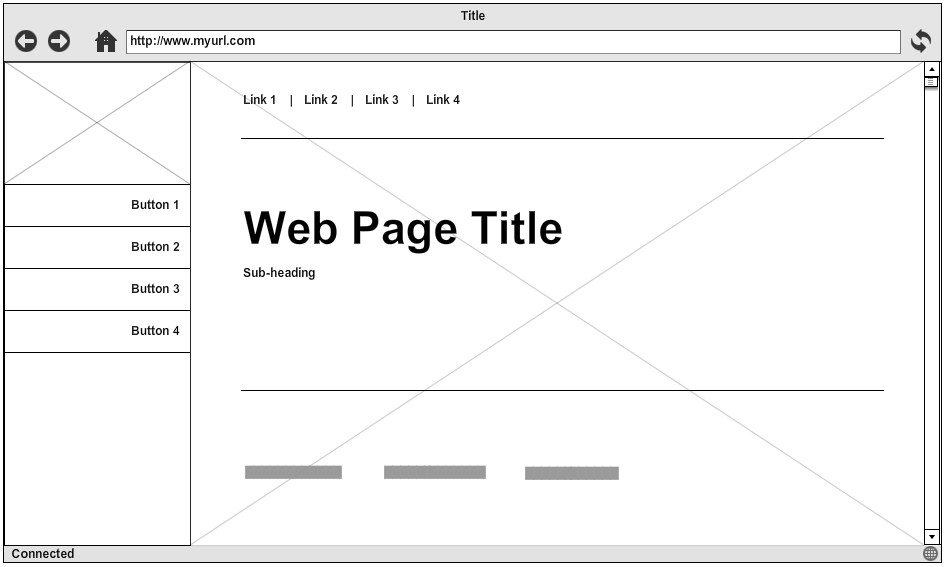 Title
http://www.myurl.com
Link 1 | Link 2 | Link 3 | Link 4
Button 1
Button 2
Button 3
Button 4
Web Page Title
Sub-heading
Connected